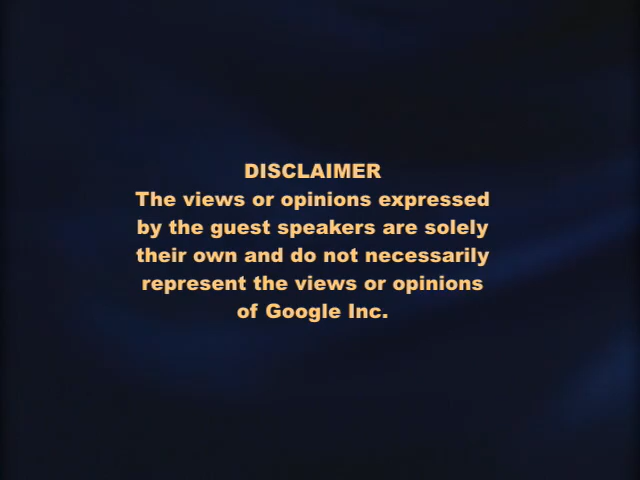 DISCLAIMER
The views or opinions expressed
by the guest speakers are solely
their own and do not necessarily
represent the views or opinions
of Google Inc.